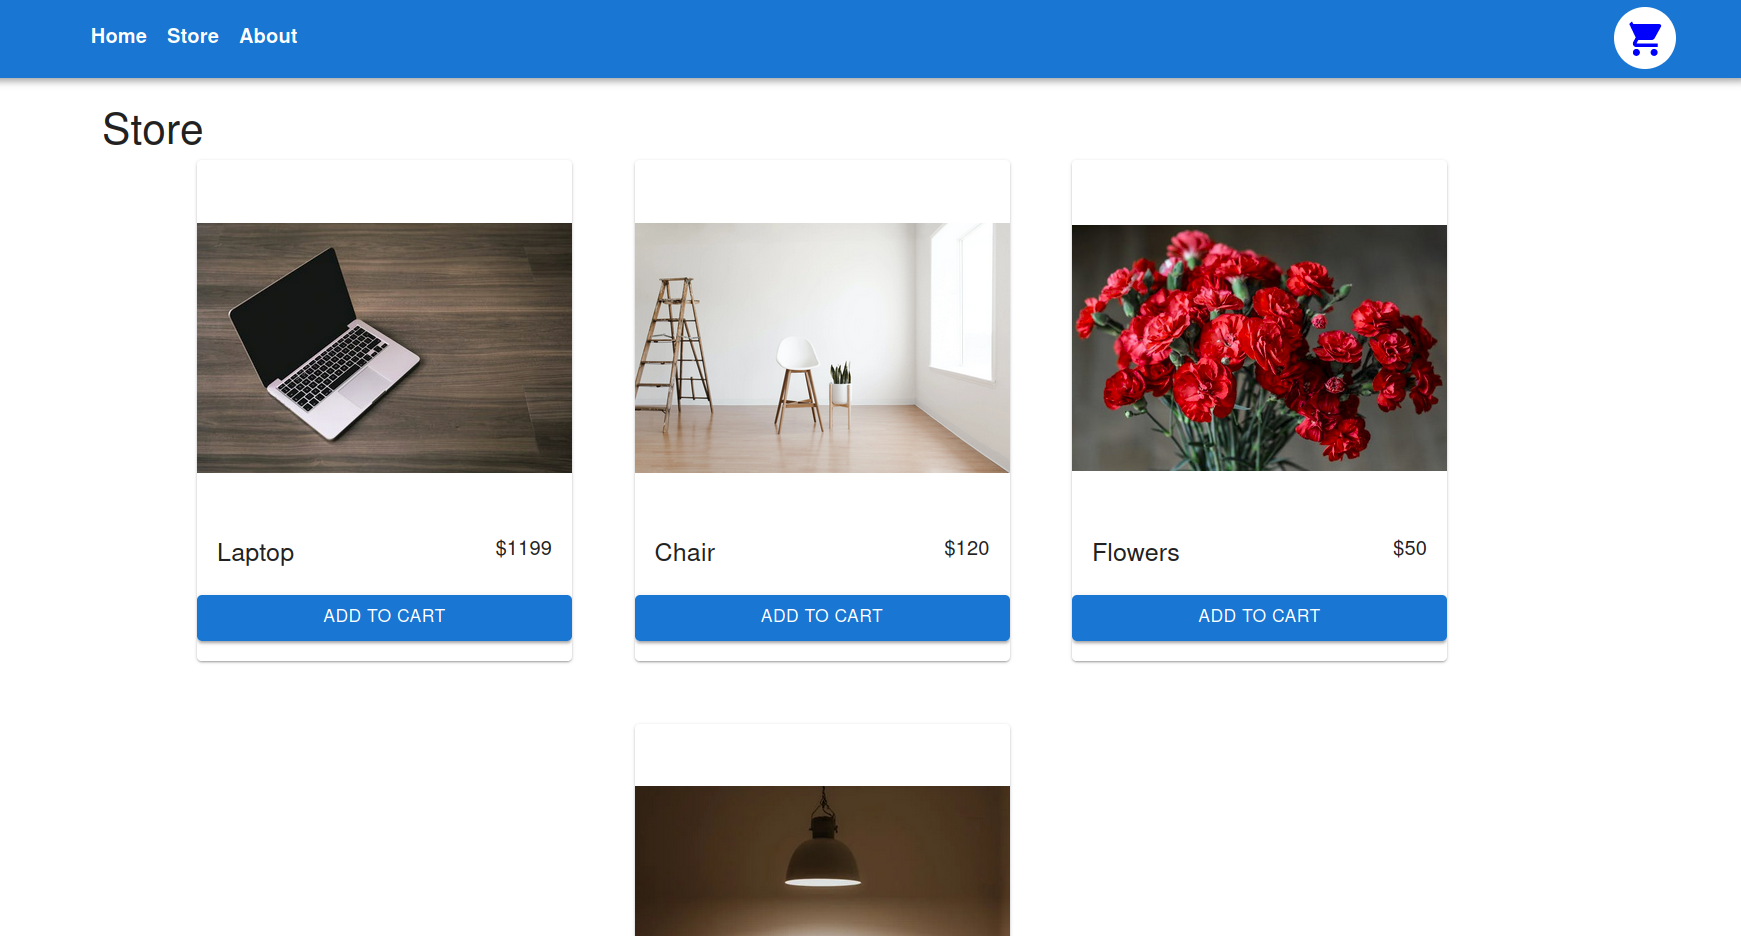 Home Store About
Store
Laptop $1199
Chair $120
Flowers $50
ADD TO CART
ADD TO CART
ADD TO CART